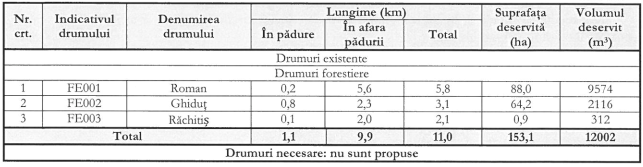 Nr. crt. Indicativul drumului Denumirea drumului Lungime (km) Suprafața deservită (ha) Volumul deservit (m³)
În pădure În afara pădurii Total
Drumuri existente
Drumuri forestiere
1 FE001 Roman 0,2 5,6 5,8 88,0 9574
2 FE002 Ghiduț 0,8 2,3 3,1 64,2 2116
3 FE003 Răchitiș 0,1 2,0 2,1 0,9 312
Total 1,1 9,9 11,0 153,1 12002
Drumuri necesare: nu sunt propuse